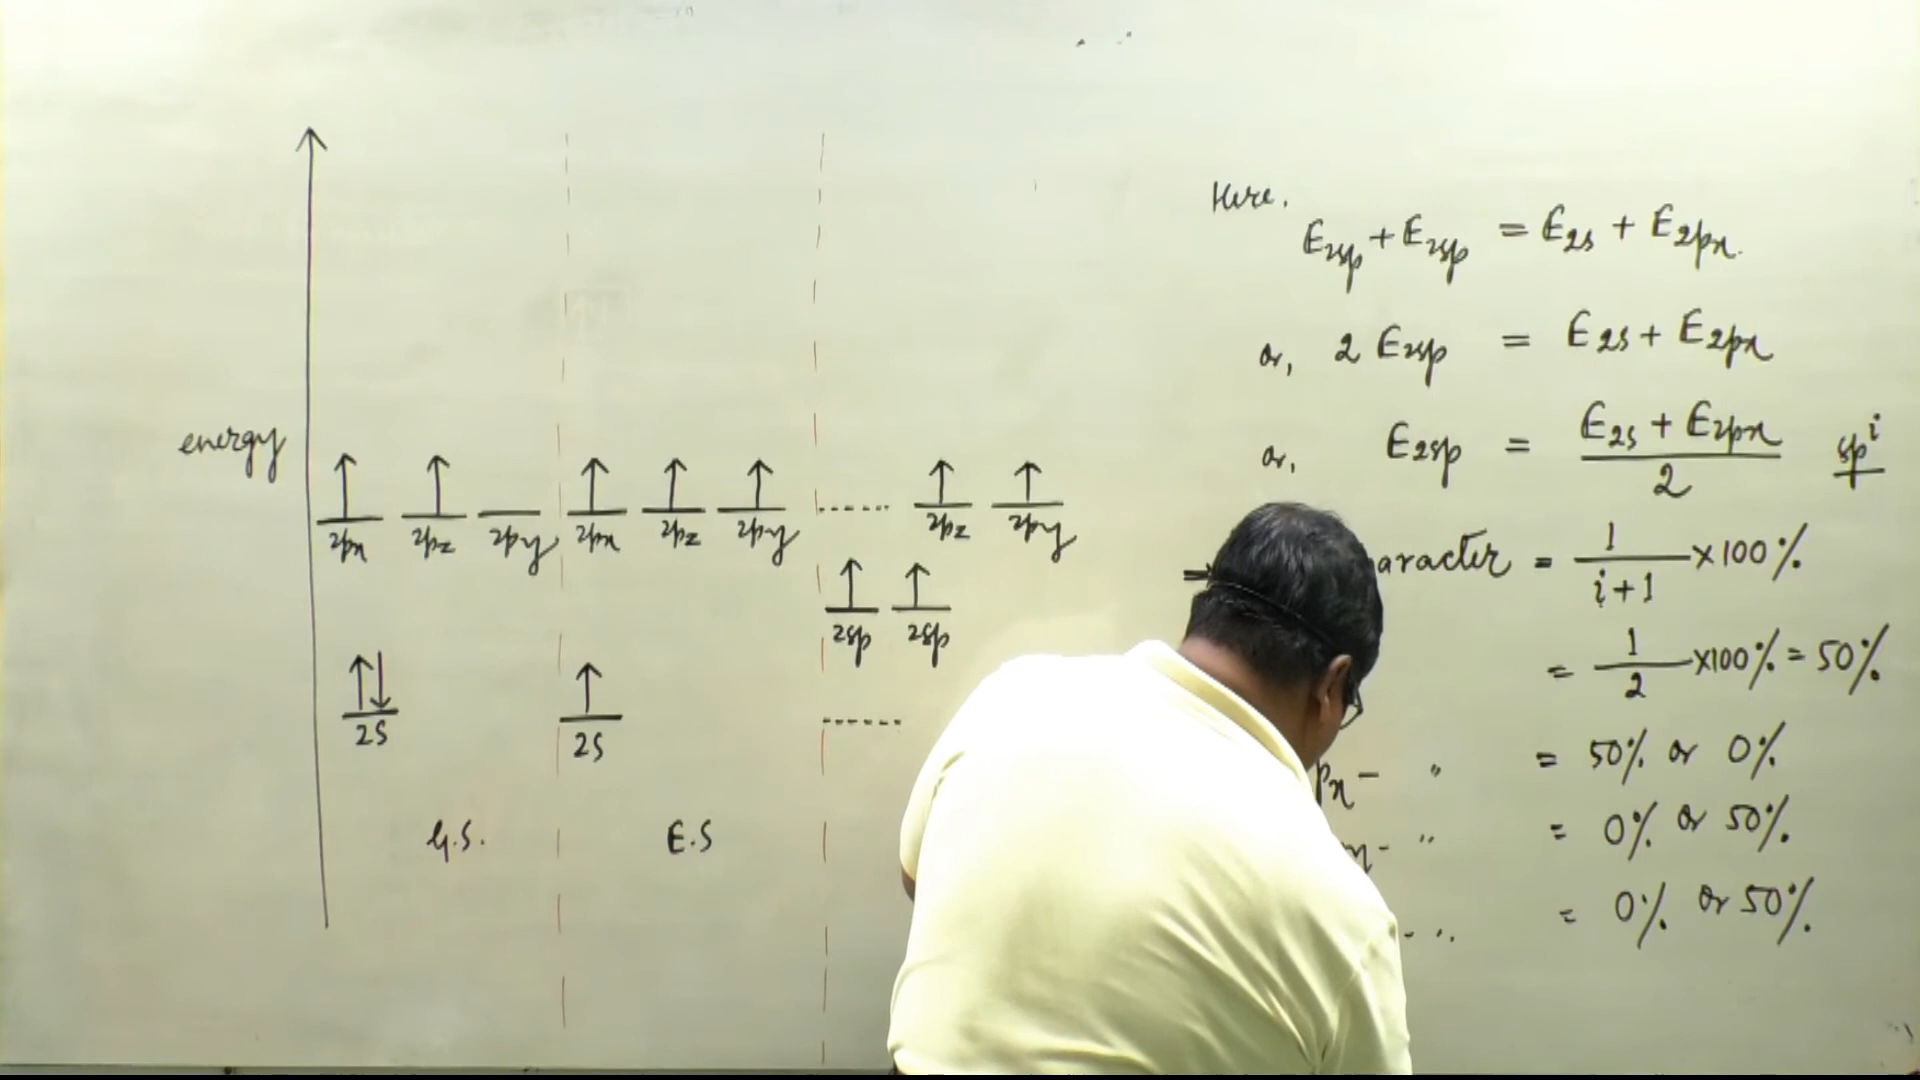 energy
↑ ↑ ↑ ↑ ↑ ↑ ↑
2px 2pz 2py 2px 2pz 2py 2pz 2py
↑ ↑
2sp 2sp
↑↓ ↑
2S 2S
G.S. E.S
Here,
E2sp + E2sp = E2s + E2px
or, 2 E2sp = E2s + E2px
or, E2sp = (E2s + E2px)/2 spⁱ
aracter = 1/(i+1) × 100%
= 1/2 × 100% = 50%
px - " = 50% or 0%
- " = 0% or 50%
- " = 0% or 50%